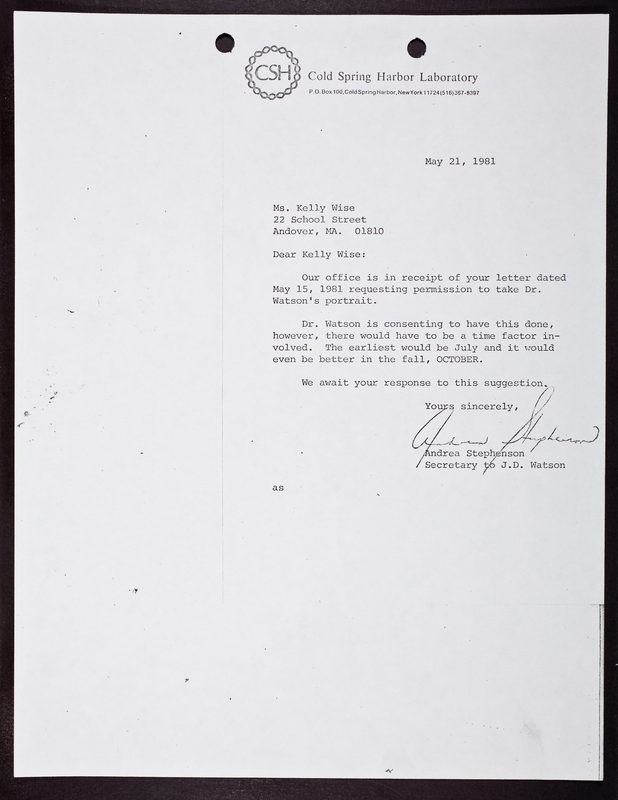 CSH
Cold Spring Harbor Laboratory
P.O. Box 100, Cold Spring Harbor, New York 11724 (516) 367-8397
May 21, 1981
Ms. Kelly Wise
22 School Street
Andover, MA. 01810
Dear Kelly Wise:
Our office is in receipt of your letter dated
May 15, 1981 requesting permission to take Dr.
Watson's portrait.
Dr. Watson is consenting to have this done,
however, there would have to be a time factor in-
volved. The earliest would be July and it would
even be better in the fall, OCTOBER.
We await your response to this suggestion.
Yours sincerely,
Andrea Stephenson
Andrea Stephenson
Secretary to J.D. Watson
as